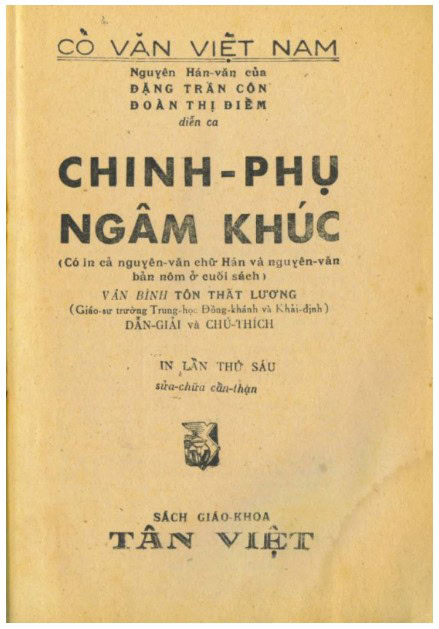 CỔ VĂN VIỆT NAM
Nguyên Hán-văn của
ĐẶNG TRẦN CÔN
ĐOÀN THỊ ĐIỂM
diễn ca
CHINH-PHỤ
NGÂM KHÚC
(Có in cả nguyên-văn chữ Hán và nguyên-văn
bản nôm ở cuối sách)
VÂN BÌNH TÔN THẤT LƯƠNG
(Giáo-sư trường Trung-học Đồng-khánh và Khải-định)
DẪN-GIẢI và CHÚ-THÍCH
IN LẦN THỨ SÁU
sửa-chữa cẩn-thận
SÁCH GIÁO-KHOA
TÂN VIỆT